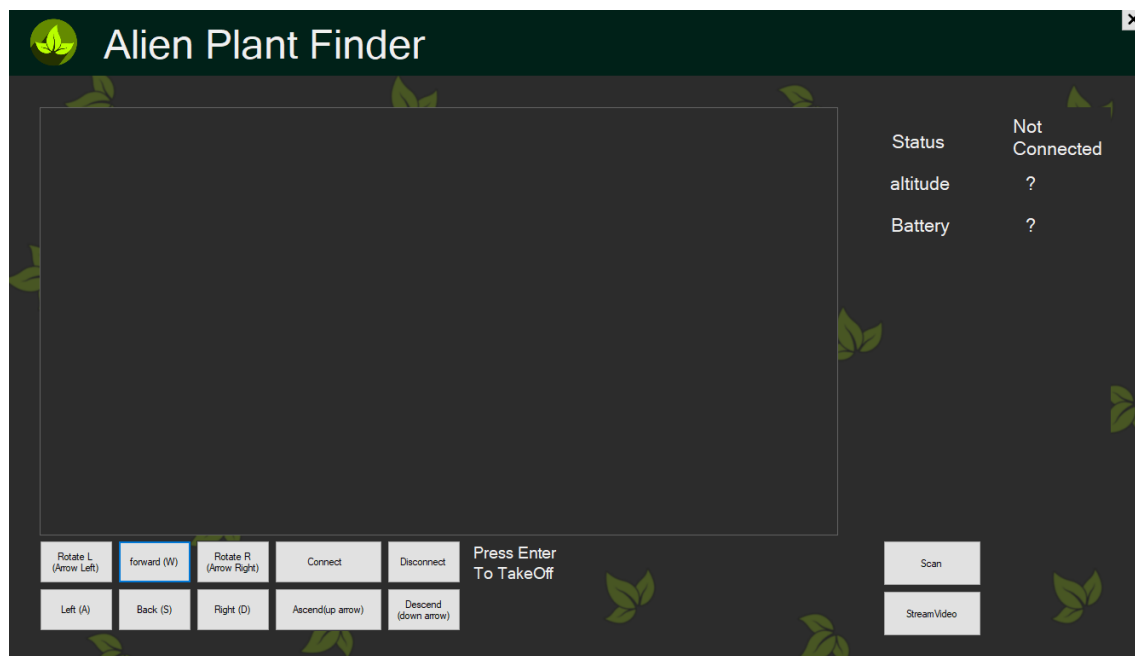 Alien Plant Finder
Status
Not
Connected
altitude
?
Battery
?
Rotate L
(Arrow Left)
forward (W)
Rotate R
(Arrow Right)
Connect
Disconnect
Press Enter
To TakeOff
Scan
Left (A)
Back (S)
Right (D)
Ascend(up arrow)
Descend
(down arrow)
StreamVideo